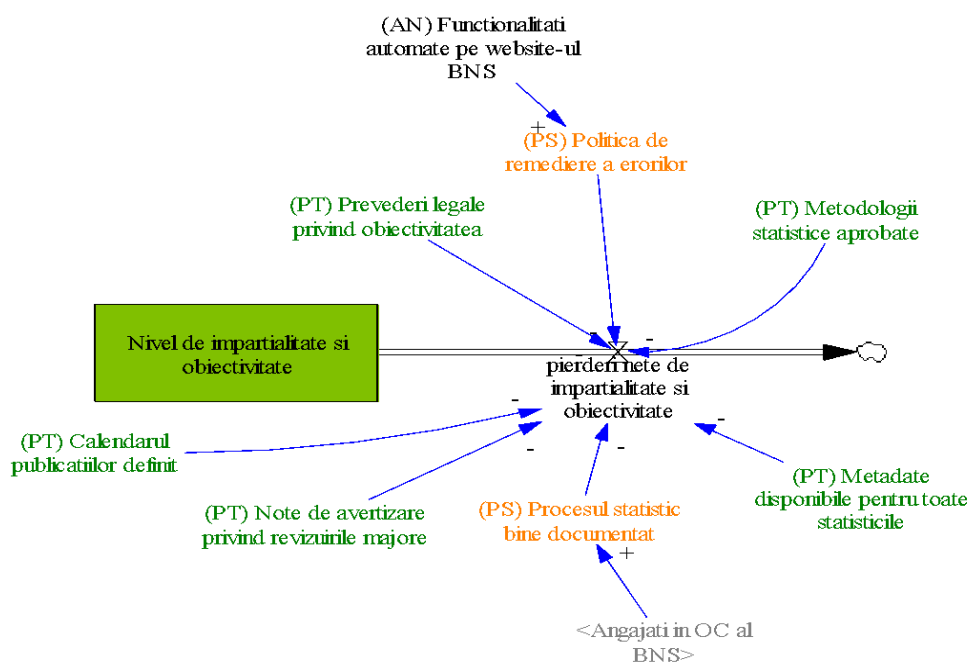 (AN) Functionalitati
automate pe website-ul
BNS
+
(PS) Politica de
remediere a erorilor
(PT) Prevederi legale
privind obiectivitatea
(PT) Metodologii
statistice aprobate
Nivel de impartialitate si
obiectivitate
-
-
-
pierderi nete de
impartialitate si
obiectivitate
-
-
-
-
(PT) Calendarul
publicatiilor definit
(PT) Note de avertizare
privind revizuirile majore
(PS) Procesul statistic
bine documentat
(PT) Metadate
disponibile pentru toate
statisticile
+
<Angajati in OC al
BNS>